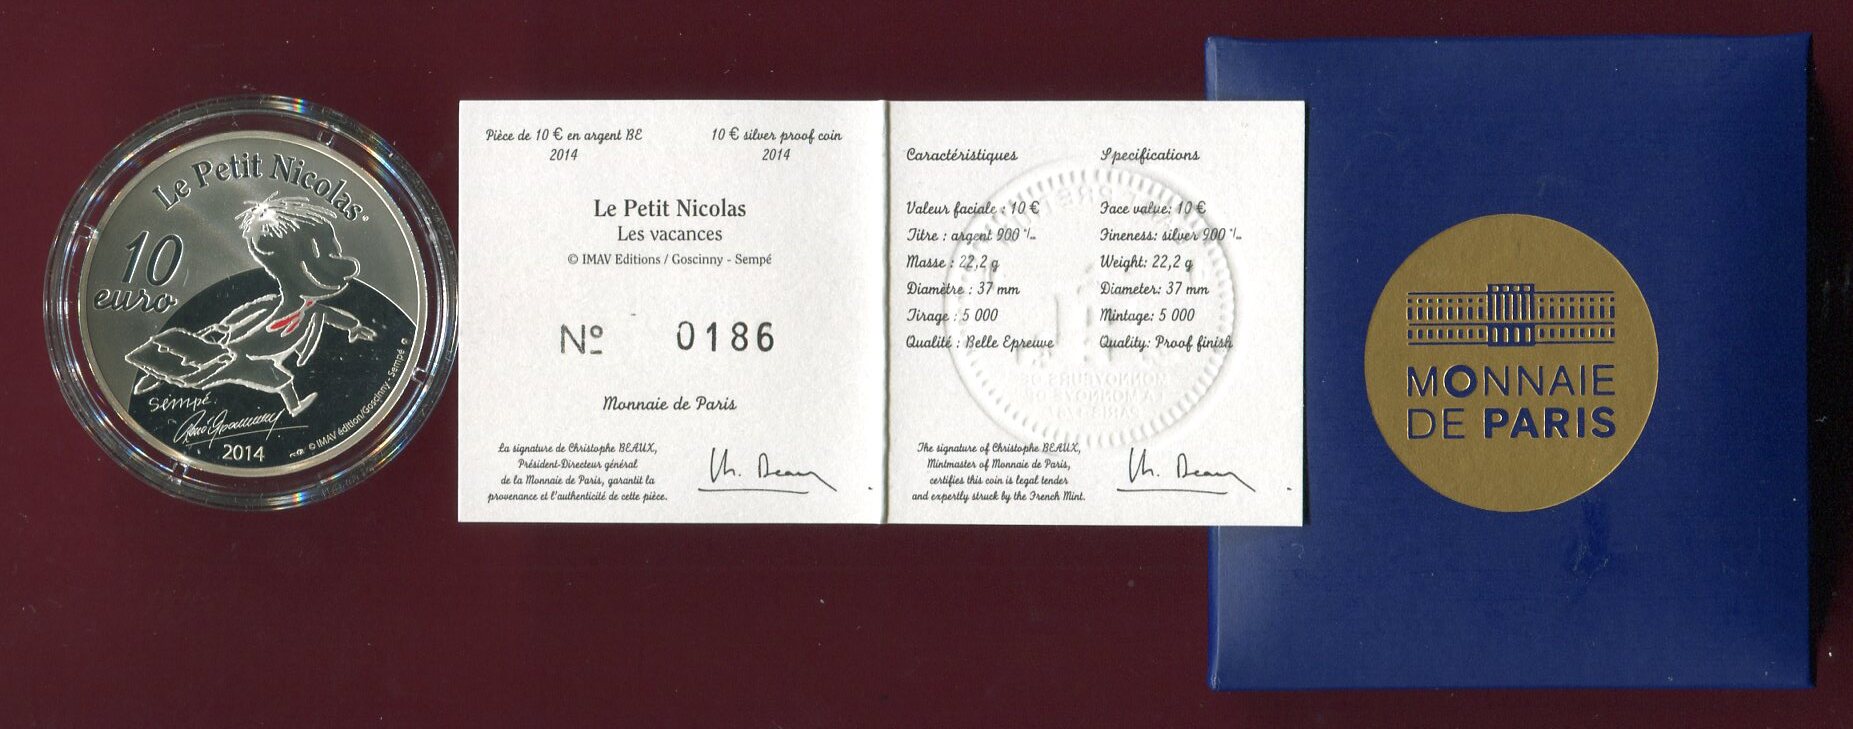 Le Petit Nicolas
10
euro
Sempé.
2014
© IMAV édition/Goscinny - Sempé
Pièce de 10 € en argent BE
2014
10 € silver proof coin
2014
Le Petit Nicolas
Les vacances
© IMAV Editions / Goscinny - Sempé
Nº 0186
Monnaie de Paris
La signature de Christophe BEAUX,
Président-Directeur général
de la Monnaie de Paris, garantit la
provenance et l'authenticité de cette pièce.
Caractéristiques
Valeur faciale : 10 €
Titre : argent 900 ‰
Masse : 22,2 g
Diamètre : 37 mm
Tirage : 5 000
Qualité : Belle Epreuve
Specifications
Face value: 10 €
Fineness: silver 900 ‰
Weight: 22,2 g
Diameter: 37 mm
Mintage: 5 000
Quality: Proof finish
The signature of Christophe BEAUX,
Mintmaster of Monnaie de Paris,
certifies this coin is legal tender
and expertly struck by the French Mint.
MONNAIE
DE PARIS